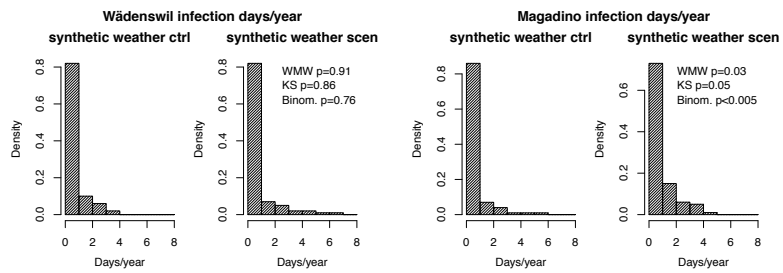 Wädenswil infection days/year
synthetic weather ctrl
synthetic weather scen
Density
0.0 0.2 0.4 0.6 0.8
0 2 4 6 8
Days/year
Density
0.0 0.2 0.4 0.6 0.8
WMW p=0.91
KS p=0.86
Binom. p=0.76
0 2 4 6 8
Days/year
Magadino infection days/year
synthetic weather ctrl
synthetic weather scen
Density
0.0 0.2 0.4 0.6 0.8
0 2 4 6 8
Days/year
Density
0.0 0.2 0.4 0.6
WMW p=0.03
KS p=0.05
Binom. p<0.005
0 2 4 6 8
Days/year